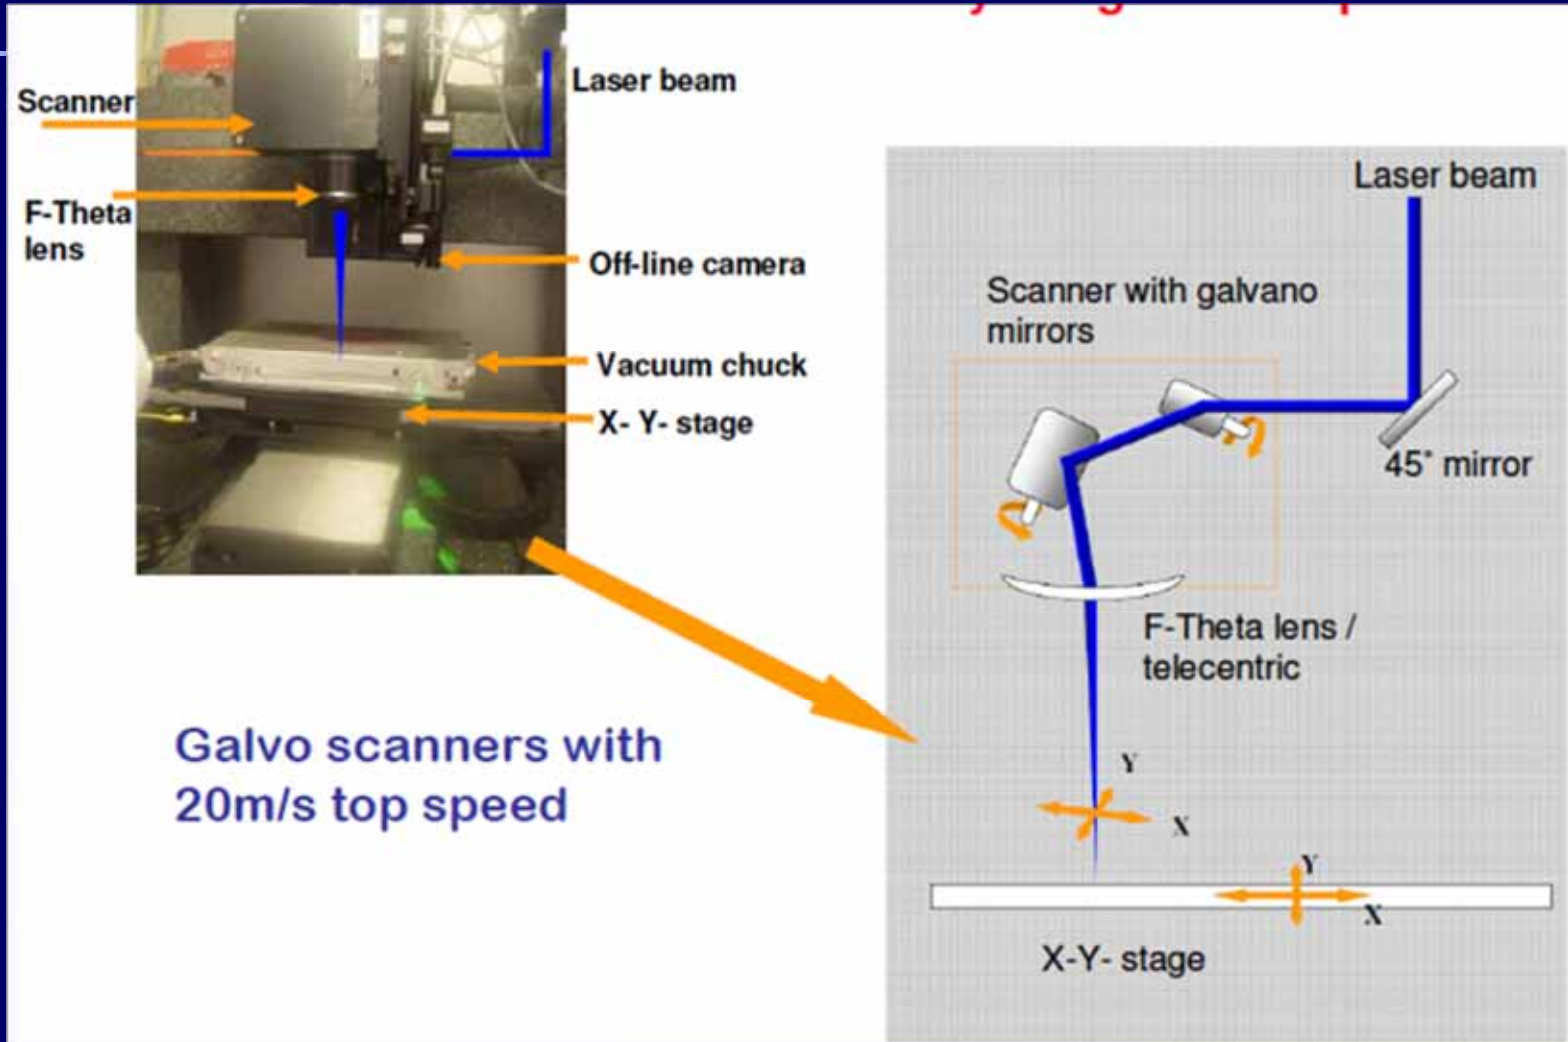 Scanner
Laser beam
F-Theta
lens
Off-line camera
Vacuum chuck
X- Y- stage
Galvo scanners with
20m/s top speed
Laser beam
Scanner with galvano
mirrors
45° mirror
F-Theta lens /
telecentric
Y
X
Y
X
X-Y- stage